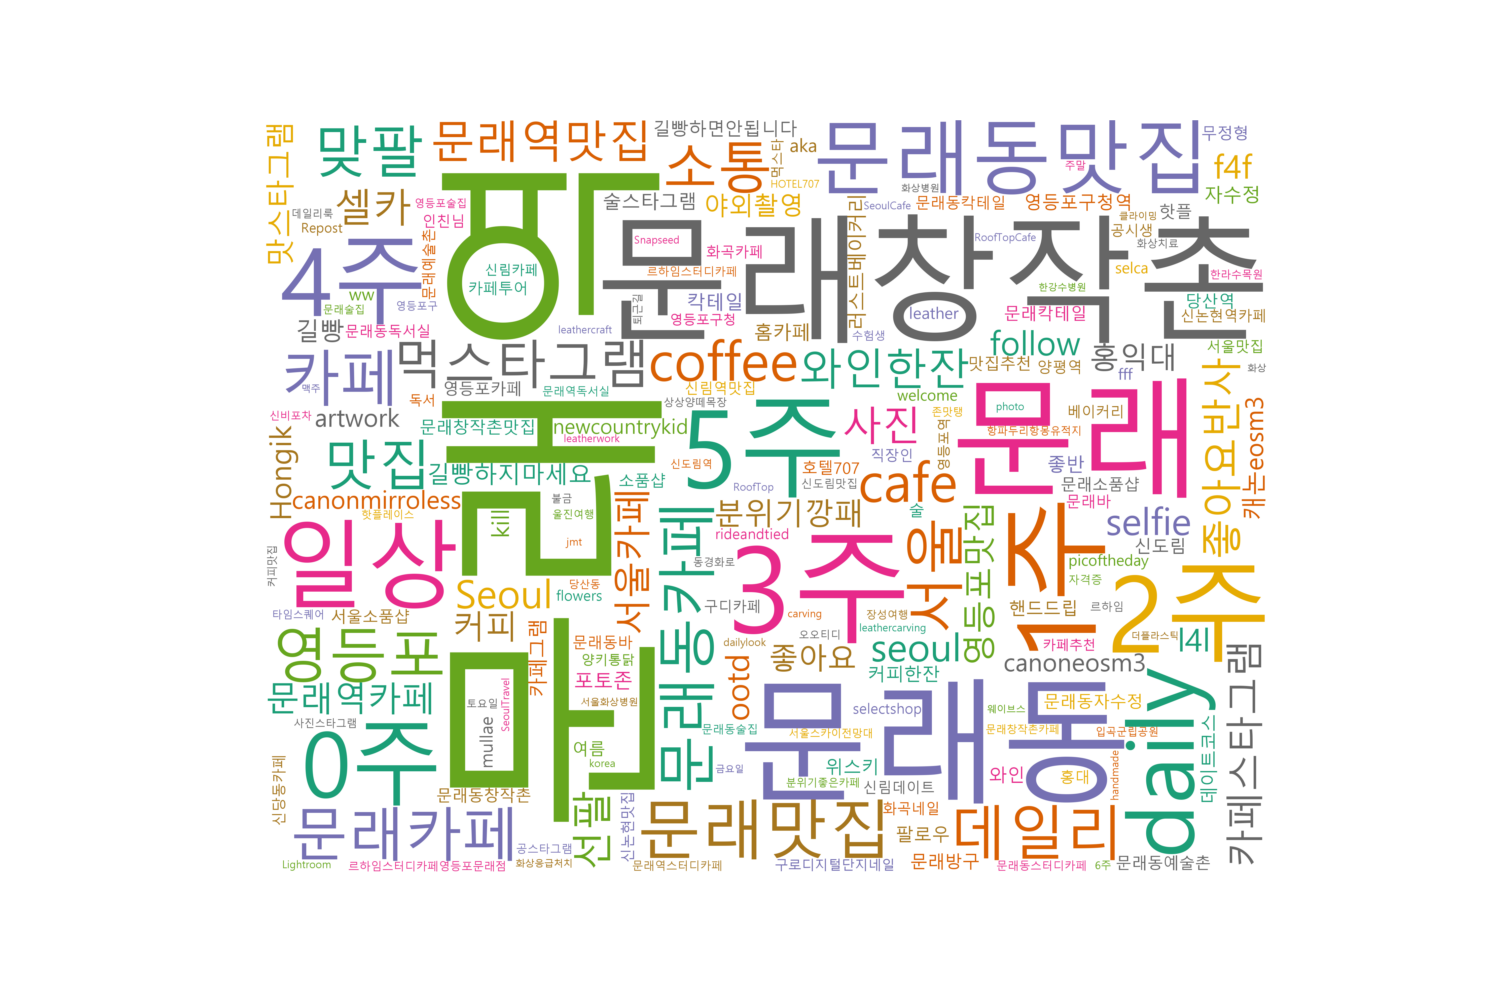 맛스타그램
맞팔
문래역맛집
길빵하면안됩니다
먹스타
aka
문래동맛집
주말
무정형
f4f
소통
HOTEL707
화상병원
자수정
데일리룩
Repost
셀카
영등포술집
인친님
술스타그램
야외촬영
SeoulCafe
문래동칵테일
영등포구청역
핫플
클라이밍
공시생
화상치료
4주
문래예술촌
신림카페
카페투어
Snapseed
화곡카페
르하임스터디카페
러스트베이커리
문래창작촌
RoofTopCafe
selca
한라수목원
ww
문래술집
영등포구
퇴근길
칵테일
한강수병원
당산역
길빵
문래동독서실
leathercraft
영등포구청
홈카페
수험생
leather
문래칵테일
신논현역카페
카페
맥주
먹스타그램
coffee
와인한잔
follow
맛집추천
양평역
홍익대
fff
서울맛집
화상
영등포카페
문래역독서실
신림역맛집
welcome
독서
신비포차
artwork
문래창작촌맛집
newcountrykid
leatherwork
상상양떼목장
5주
사진
존맛탱
영등포역
photo
문래
항파두리항몽유적지
베이커리
좋아요반사
캐논eosm3
Hongik
맛집
길빵하지마세요
소품샵
신도림역
직장인
호텔707
신도림맛집
좋반
문래소품샵
문래바
canonmirroless
핫플레이스
kill
불금
울진여행
jmt
서울카페
문래동카페
RoofTop
분위기깡패
cafe
술
서울
영등포맛집
selfie
신도림
일상
커피맛집
rideandtied
동경화로
3주
1주
picoftheday
자격증
2주
Seoul
당산동
flowers
구디카페
carving
장성여행
leathercarving
핸드드립
르하임
더플라스틱
타임스퀘어
서울소품샵
커피
dailylook
오오티디
카페추천
l4l
영등포
카페그램
문래동바
양키통닭
포토존
ootd
좋아요
seoul
커피한잔
canoneosm3
카페스타그램
문래역카페
사진스타그램
mullae
토요일
SeoulTravel
서울화상병원
selectshop
웨이브스
문래동자수정
daily
데이트코스
0주
여름
korea
문래동술집
서울스카이전망대
문래동
문래창직촌카페
입곡군립공원
신당동카페
문래동창작촌
금요일
분위기좋은카페
위스키
신림데이트
와인
홍대
handmade
문래카페
선팔
신논현맛집
문래맛집
화곡네일
팔로우
데일리
Lightroom
르하임스터디카페영등포문래점
공스타그램
화상응급처치
문래역스터디카페
구로디지털단지네일
문래방구
문래동스터디카페
6주
문래동예술촌